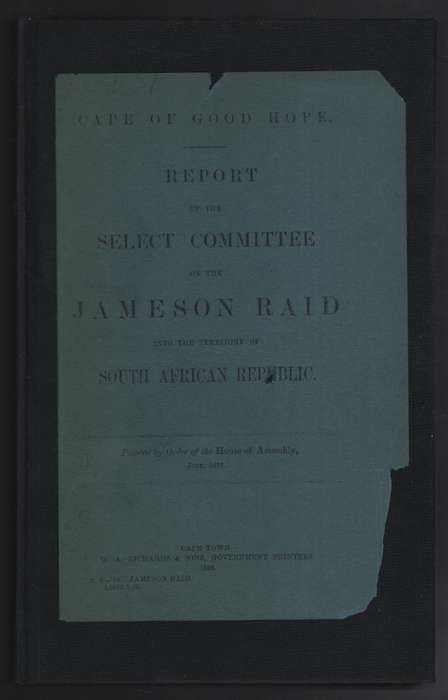 CAPE OF GOOD HOPE.
REPORT
OF THE
SELECT COMMITTEE
ON THE
JAMESON RAID
INTO THE TERRITORY OF
SOUTH AFRICAN REPUBLIC.
Printed by Order of the House of Assembly,
CAPE TOWN
W. A. RICHARDS & SONS, GOVERNMENT PRINTERS
1896.
JAMESON RAID.